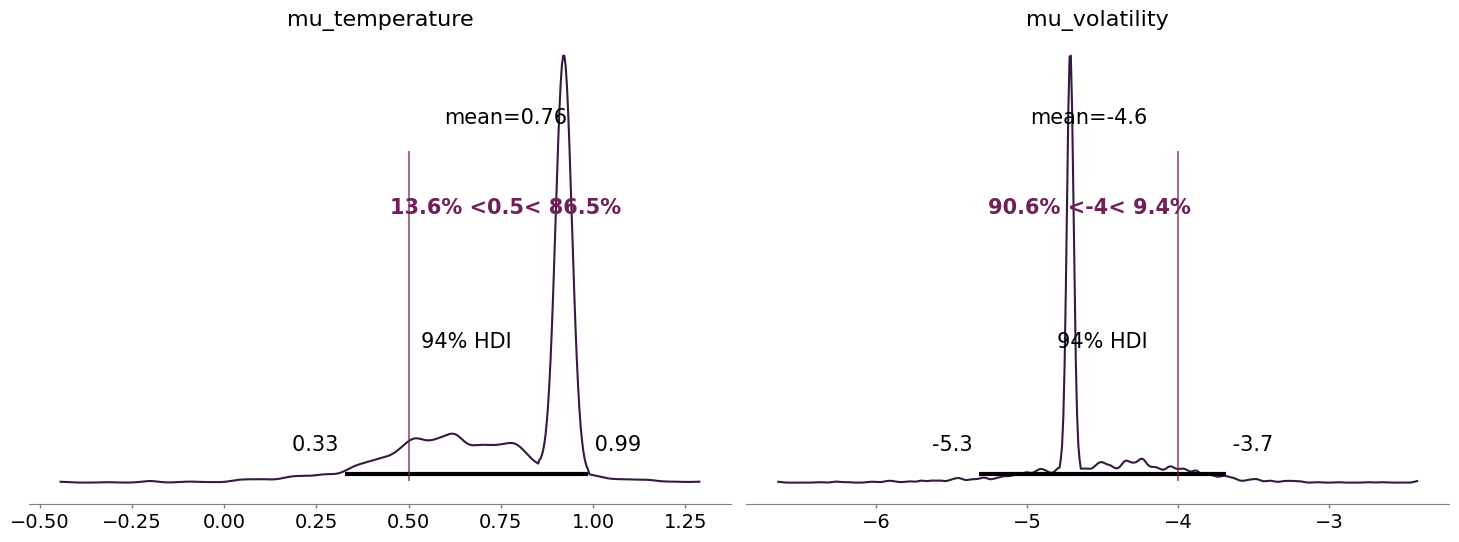 mu_temperature
mean=0.76
13.6% <0.5< 86.5%
94% HDI
0.33
0.99
−0.50 −0.25 0.00 0.25 0.50 0.75 1.00 1.25
mu_volatility
mean=-4.6
90.6% <-4< 9.4%
94% HDI
-5.3
-3.7
−6 −5 −4 −3